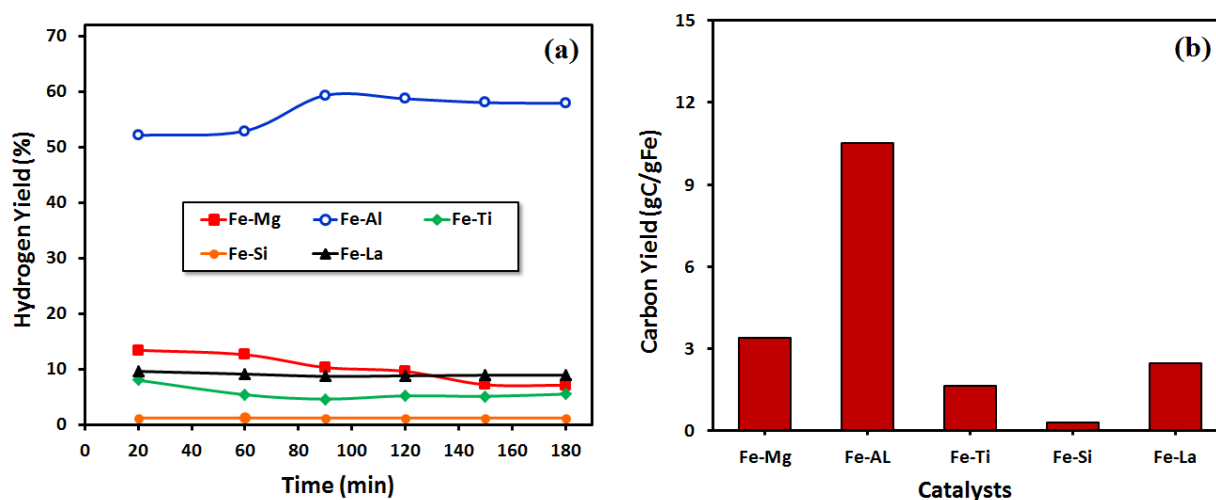 (a)
Hydrogen Yield (%)
70
60
50
40
30
20
10
0
Fe-Mg Fe-Al Fe-Ti
Fe-Si Fe-La
0 20 40 60 80 100 120 140 160 180
Time (min)
(b)
Carbon Yield (gC/gFe)
15
12
9
6
3
0
Fe-Mg Fe-AL Fe-Ti Fe-Si Fe-La
Catalysts